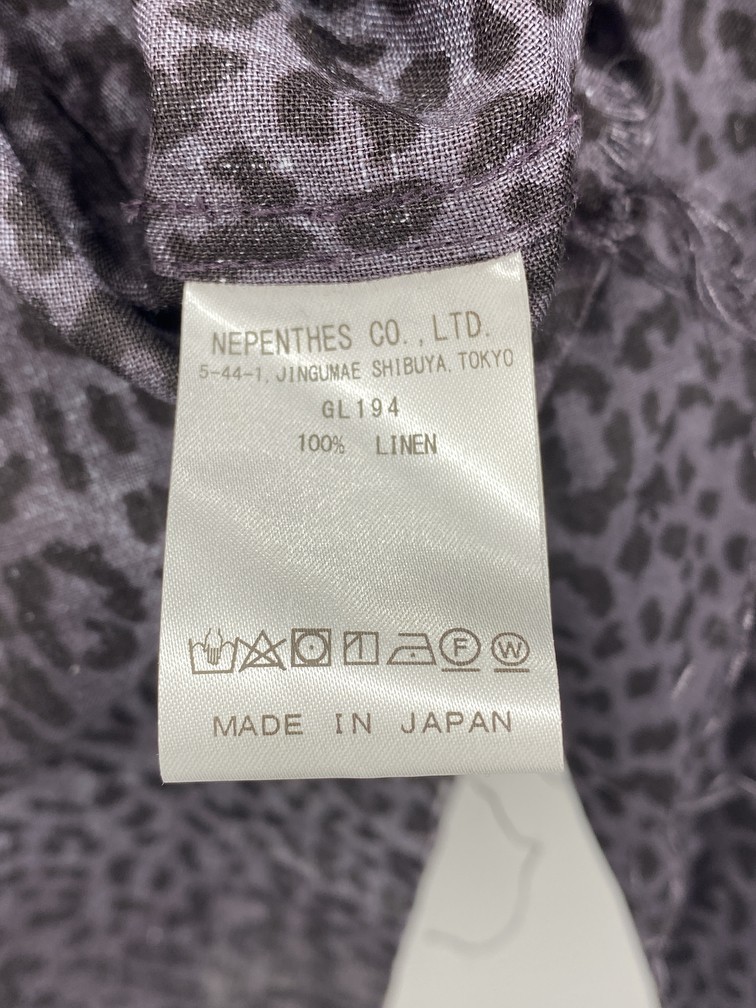 NEPENTHES CO.,LTD.
5-44-1, JINGUMAE SHIBUYA, TOKYO
GL194
100% LINEN
F W
MADE IN JAPAN